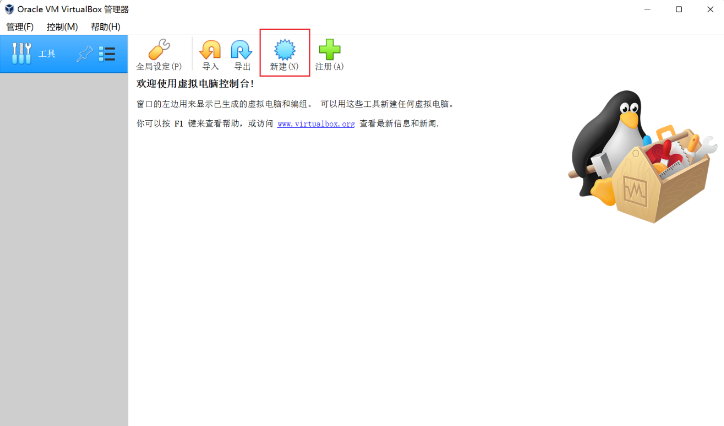 Oracle VM VirtualBox 管理器
管理(F) 控制(M) 帮助(H)
工具
全局设定(P) 导入 导出 新建(N) 注册(A)
欢迎使用虚拟电脑控制台!
窗口的左边用来显示已生成的虚拟电脑和编组。 可以用这些工具新建任何虚拟电脑。
你可以按 F1 键来查看帮助，或访问 www.virtualbox.org 查看最新信息和新闻.